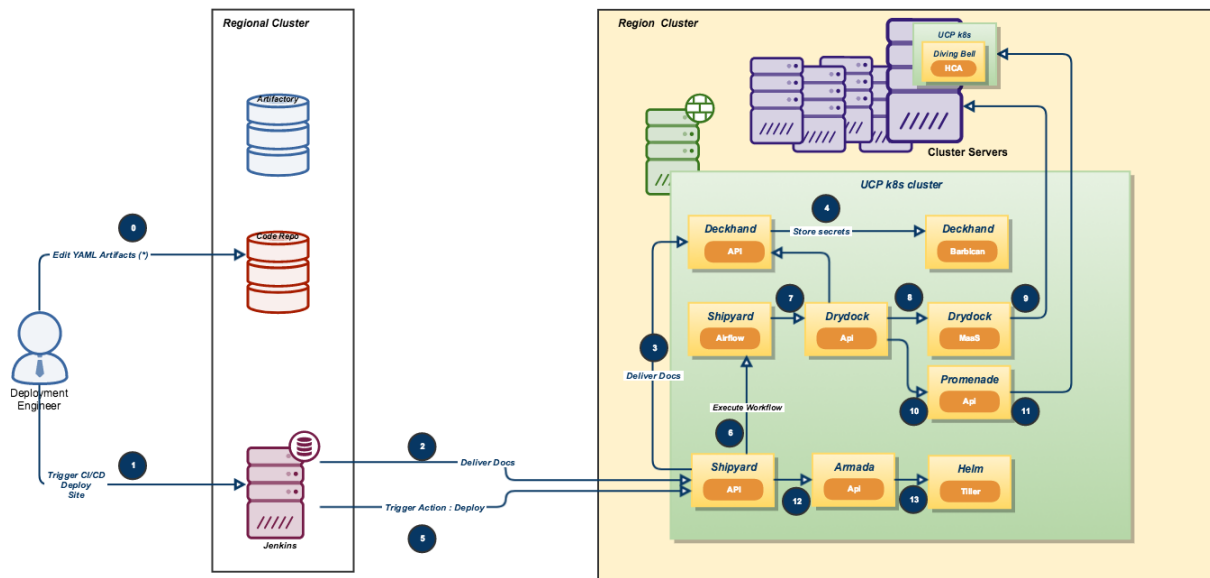 Regional Cluster
Artifactory
Code Repo
0
Edit YAML Artifacts (*)
Deployment
Engineer
Trigger CI/CD
Deploy
Site
1
Jenkins
2
Deliver Docs
Trigger Action : Deploy
5
Region Cluster
UCP k8s
Diving Bell
HCA
Cluster Servers
UCP k8s cluster
Deckhand
API
4
Store secrets
Deckhand
Barbican
3
Deliver Docs
Shipyard
Airflow
7
Drydock
Api
8
Drydock
MaaS
9
Promenade
Api
10
11
Execute Workflow
6
Shipyard
API
12
Armada
Api
13
Helm
Tiller